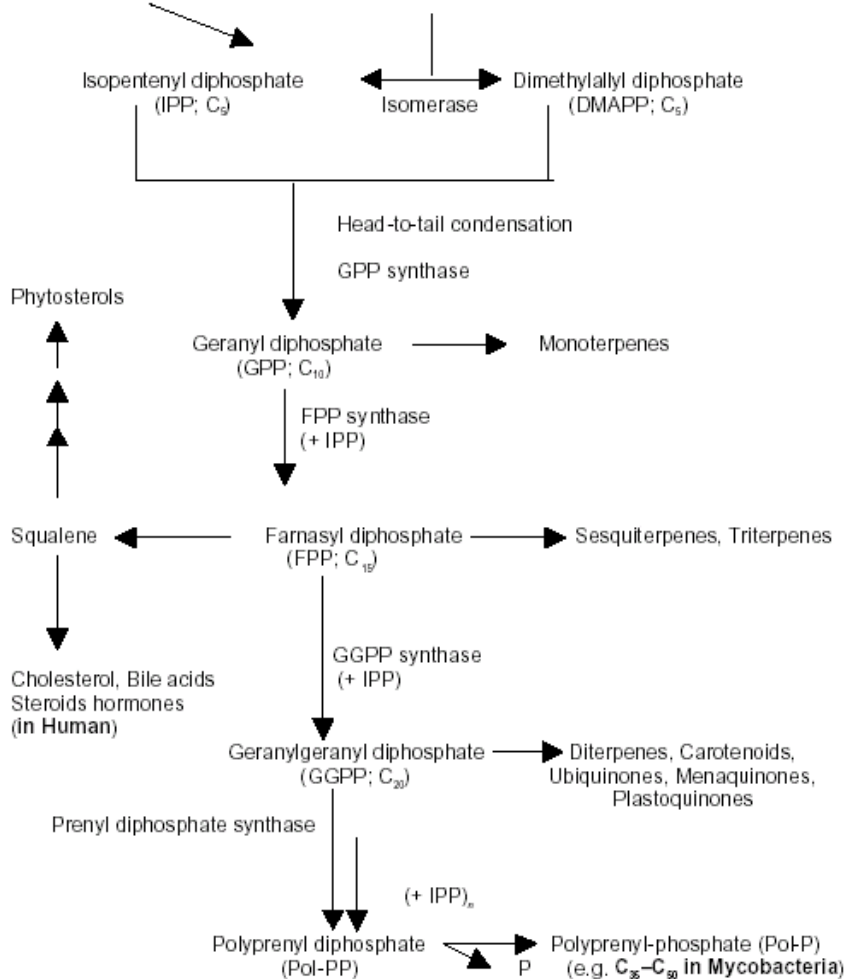 Isopentenyl diphosphate
(IPP; C₅)
Isomerase
Dimethylallyl diphosphate
(DMAPP; C₅)
Head-to-tail condensation
GPP synthase
Phytosterols
Geranyl diphosphate
(GPP; C₁₀)
Monoterpenes
FPP synthase
(+ IPP)
Squalene
Farnasyl diphosphate
(FPP; C₁₅)
Sesquiterpenes, Triterpenes
GGPP synthase
(+ IPP)
Cholesterol, Bile acids
Steroids hormones
(in Human)
Geranylgeranyl diphosphate
(GGPP; C₂₀)
Diterpenes, Carotenoids,
Ubiquinones, Menaquinones,
Plastoquinones
Prenyl diphosphate synthase
(+ IPP)ₙ
Polyprenyl diphosphate
(Pol-PP)
P
Polyprenyl-phosphate (Pol-P)
(e.g. C₃₅–C₅₀ in Mycobacteria)